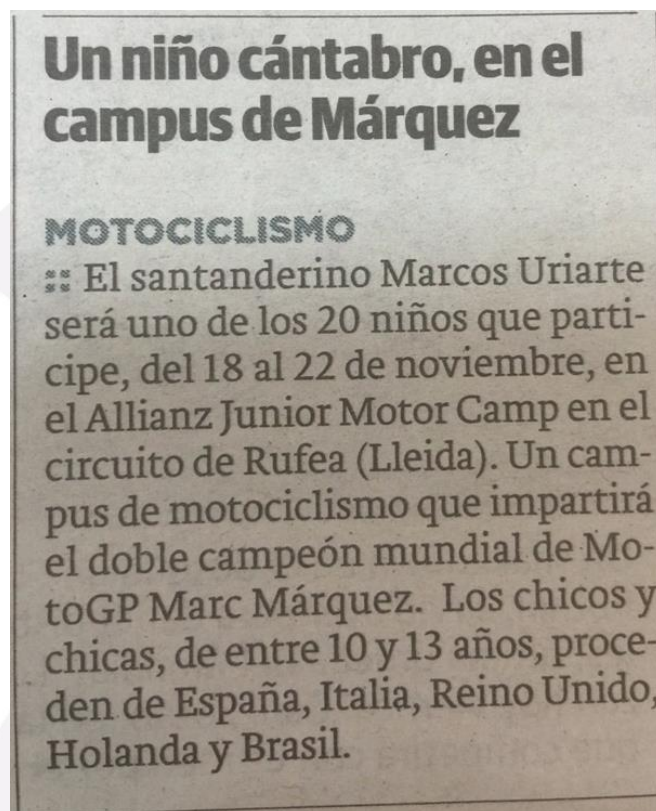 Un niño cántabro, en el
campus de Márquez
MOTOCICLISMO
:: El santanderino Marcos Uriarte
será uno de los 20 niños que parti-
cipe, del 18 al 22 de noviembre, en
el Allianz Junior Motor Camp en el
circuito de Rufea (Lleida). Un cam-
pus de motociclismo que impartirá
el doble campeón mundial de Mo-
toGP Marc Márquez. Los chicos y
chicas, de entre 10 y 13 años, proce-
den de España, Italia, Reino Unido,
Holanda y Brasil.